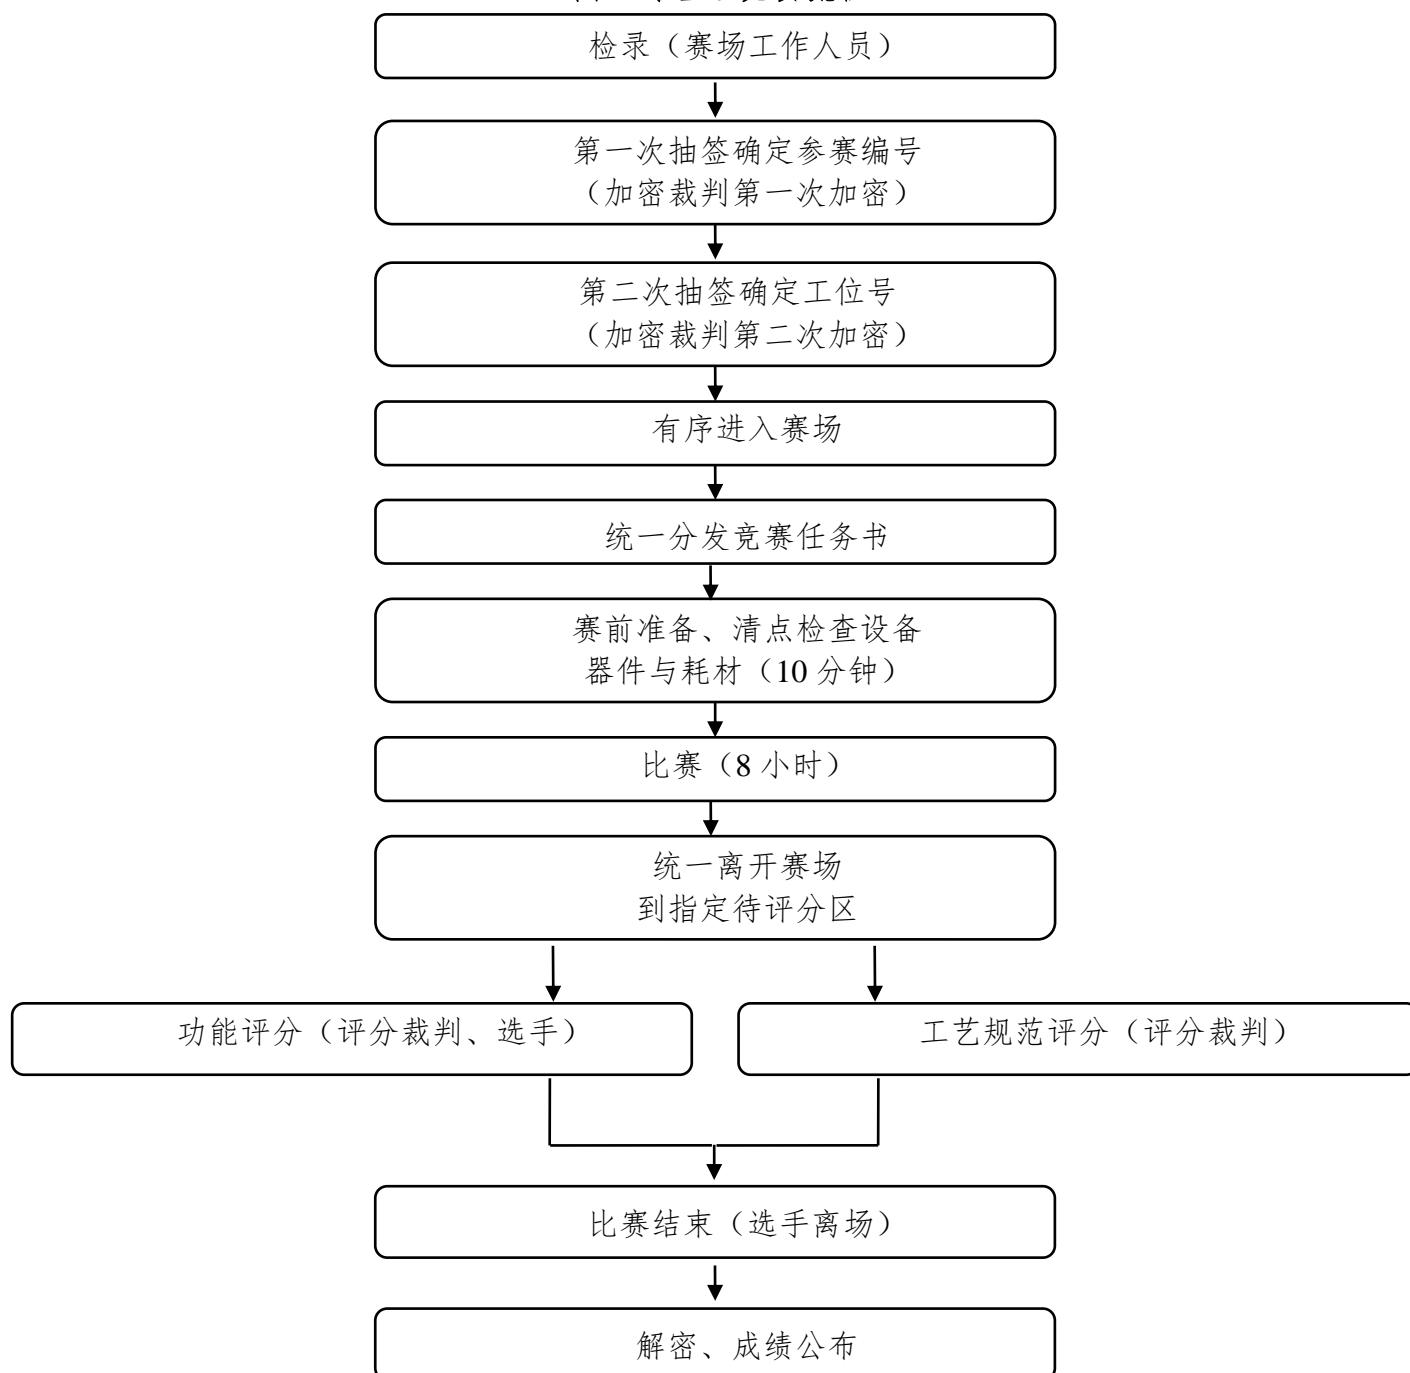 检录（赛场工作人员）
第一次抽签确定参赛编号
（加密裁判第一次加密）
第二次抽签确定工位号
（加密裁判第二次加密）
有序进入赛场
统一分发竞赛任务书
赛前准备、清点检查设备
器件与耗材（10 分钟）
比赛（8 小时）
统一离开赛场
到指定待评分区
功能评分（评分裁判、选手）
工艺规范评分（评分裁判）
比赛结束（选手离场）
解密、成绩公布